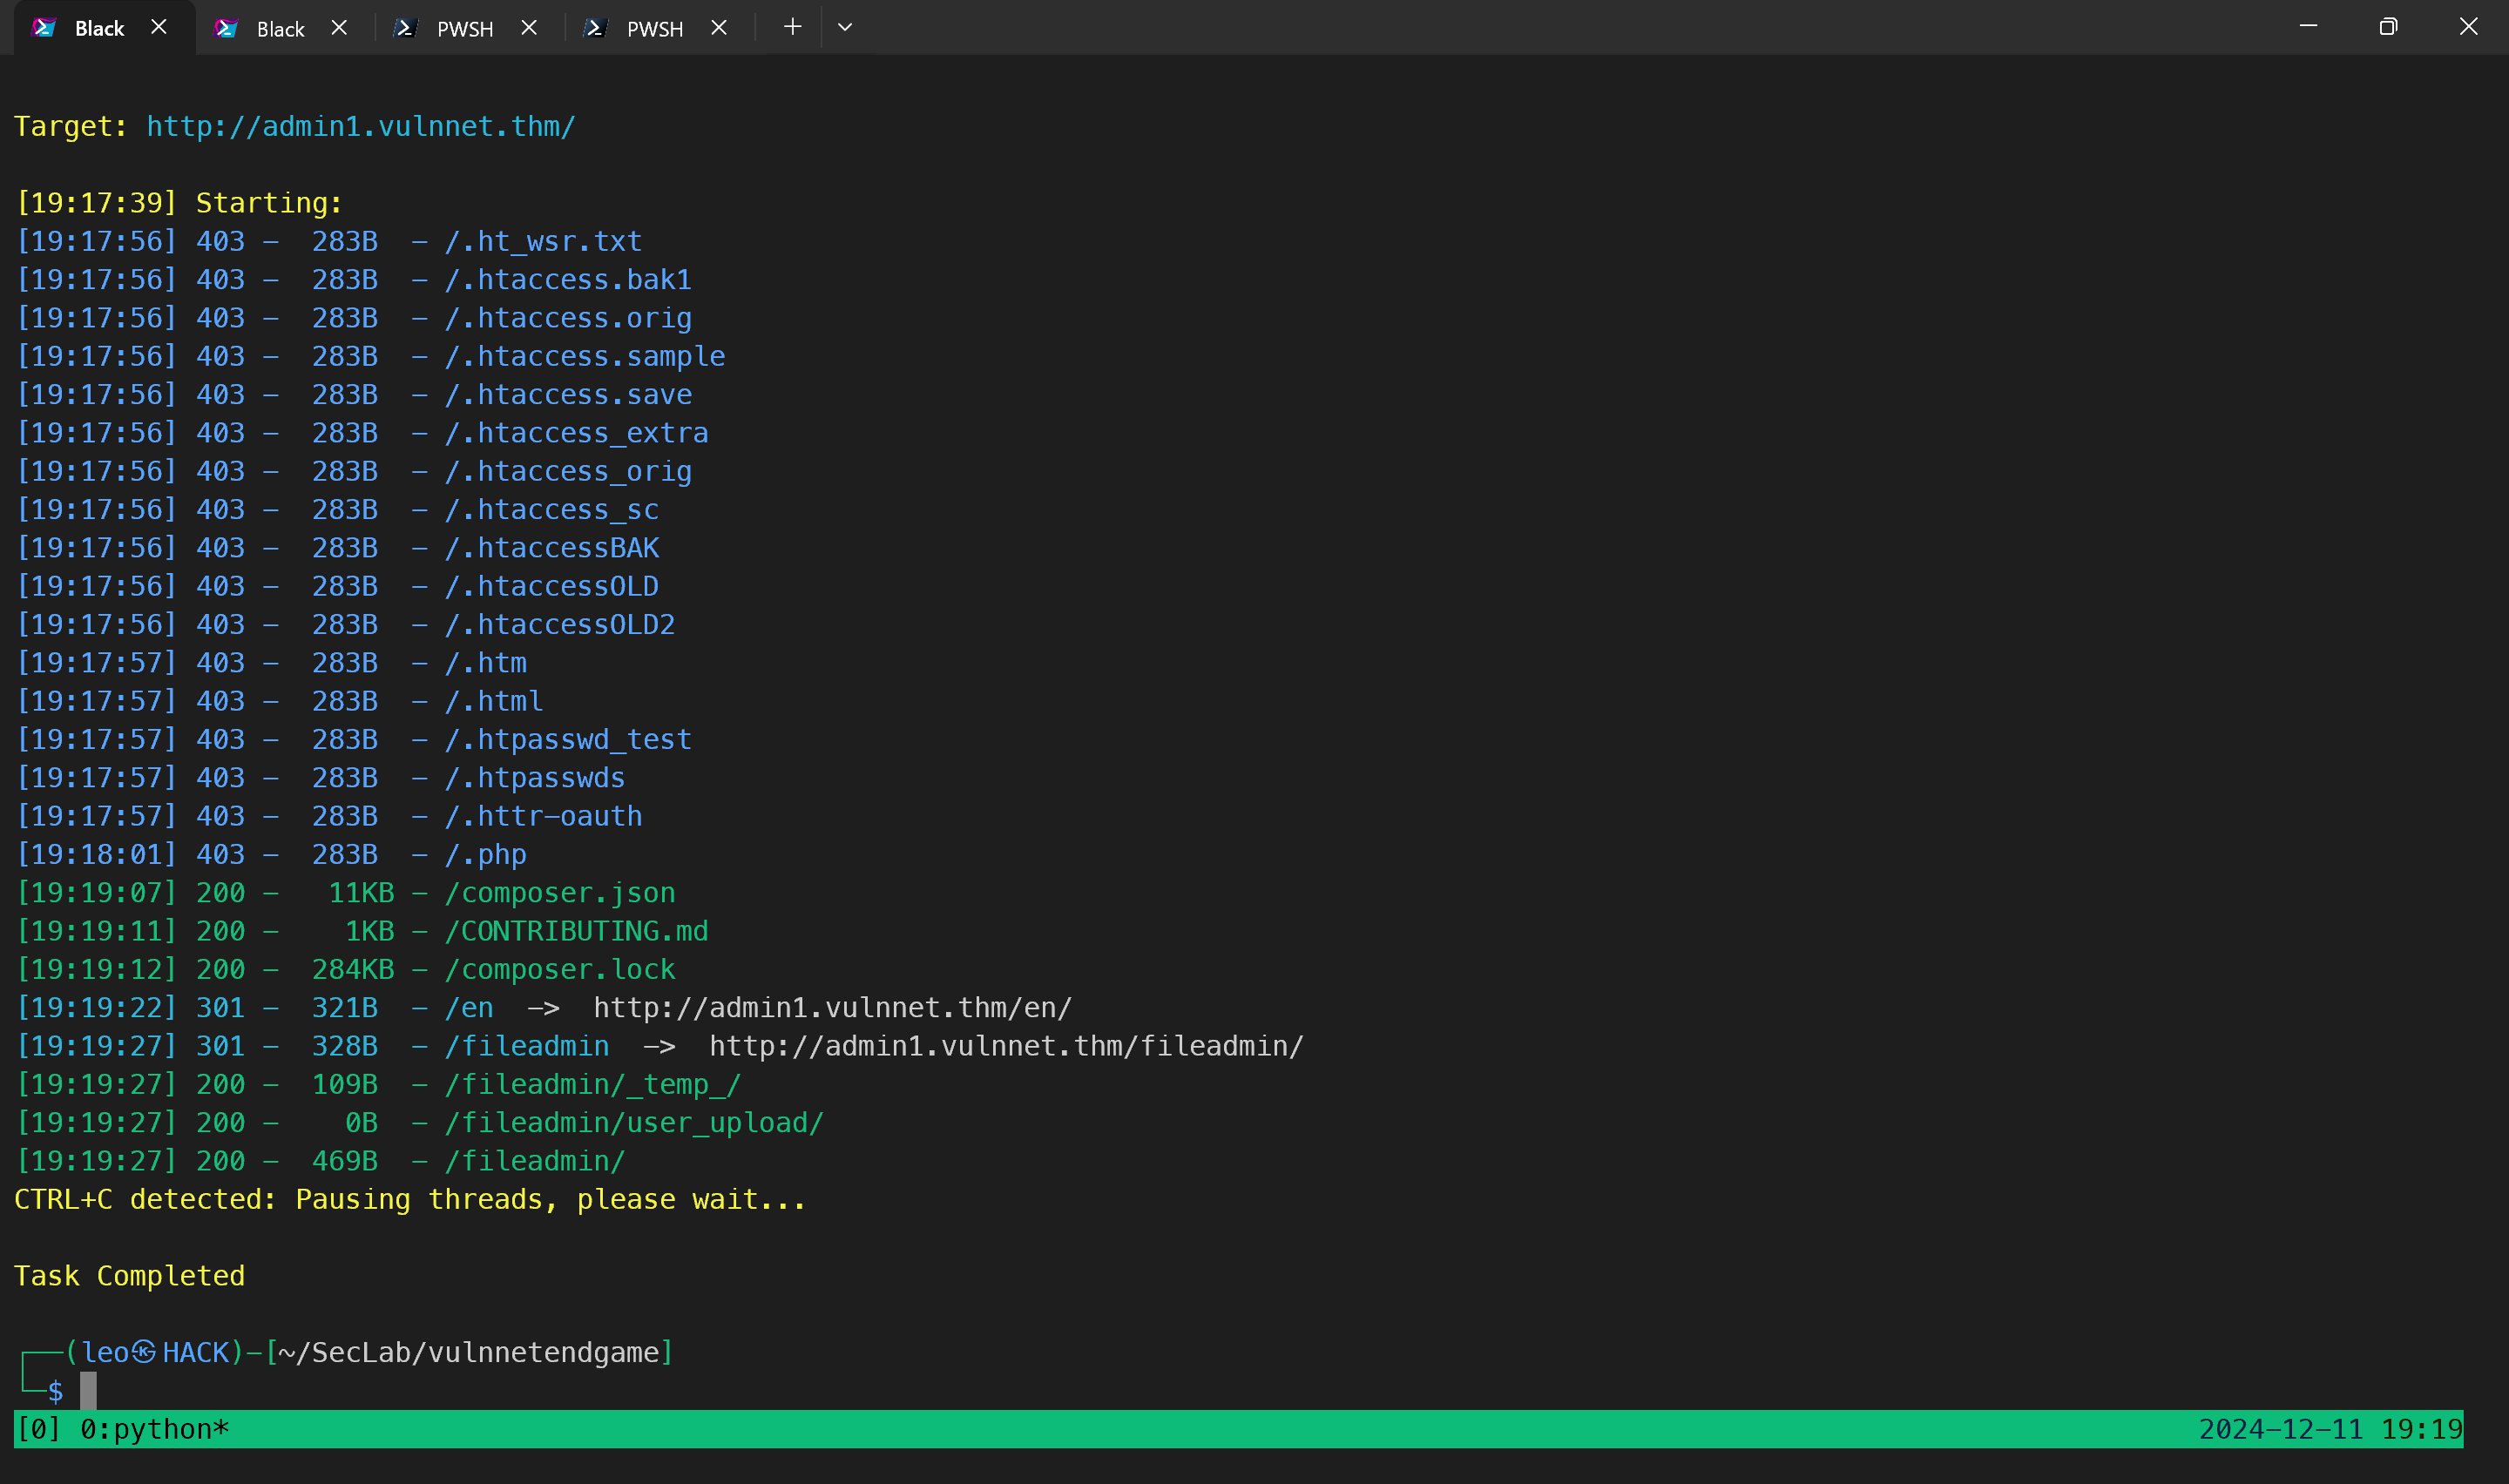 Black Black PWSH PWSH
Target: http://admin1.vulnnet.thm/
[19:17:39] Starting:
[19:17:56] 403 -  283B  - /.ht_wsr.txt
[19:17:56] 403 -  283B  - /.htaccess.bak1
[19:17:56] 403 -  283B  - /.htaccess.orig
[19:17:56] 403 -  283B  - /.htaccess.sample
[19:17:56] 403 -  283B  - /.htaccess.save
[19:17:56] 403 -  283B  - /.htaccess_extra
[19:17:56] 403 -  283B  - /.htaccess_orig
[19:17:56] 403 -  283B  - /.htaccess_sc
[19:17:56] 403 -  283B  - /.htaccessBAK
[19:17:56] 403 -  283B  - /.htaccessOLD
[19:17:56] 403 -  283B  - /.htaccessOLD2
[19:17:57] 403 -  283B  - /.htm
[19:17:57] 403 -  283B  - /.html
[19:17:57] 403 -  283B  - /.htpasswd_test
[19:17:57] 403 -  283B  - /.htpasswds
[19:17:57] 403 -  283B  - /.httr-oauth
[19:18:01] 403 -  283B  - /.php
[19:19:07] 200 -   11KB - /composer.json
[19:19:11] 200 -    1KB - /CONTRIBUTING.md
[19:19:12] 200 -  284KB - /composer.lock
[19:19:22] 301 -  321B  - /en  ->  http://admin1.vulnnet.thm/en/
[19:19:27] 301 -  328B  - /fileadmin  ->  http://admin1.vulnnet.thm/fileadmin/
[19:19:27] 200 -  109B  - /fileadmin/_temp_/
[19:19:27] 200 -    0B  - /fileadmin/user_upload/
[19:19:27] 200 -  469B  - /fileadmin/
CTRL+C detected: Pausing threads, please wait...
Task Completed
┌──(leo㉿HACK)-[~/SecLab/vulnnetendgame]
└─$
[0] 0:python* 2024-12-11 19:19